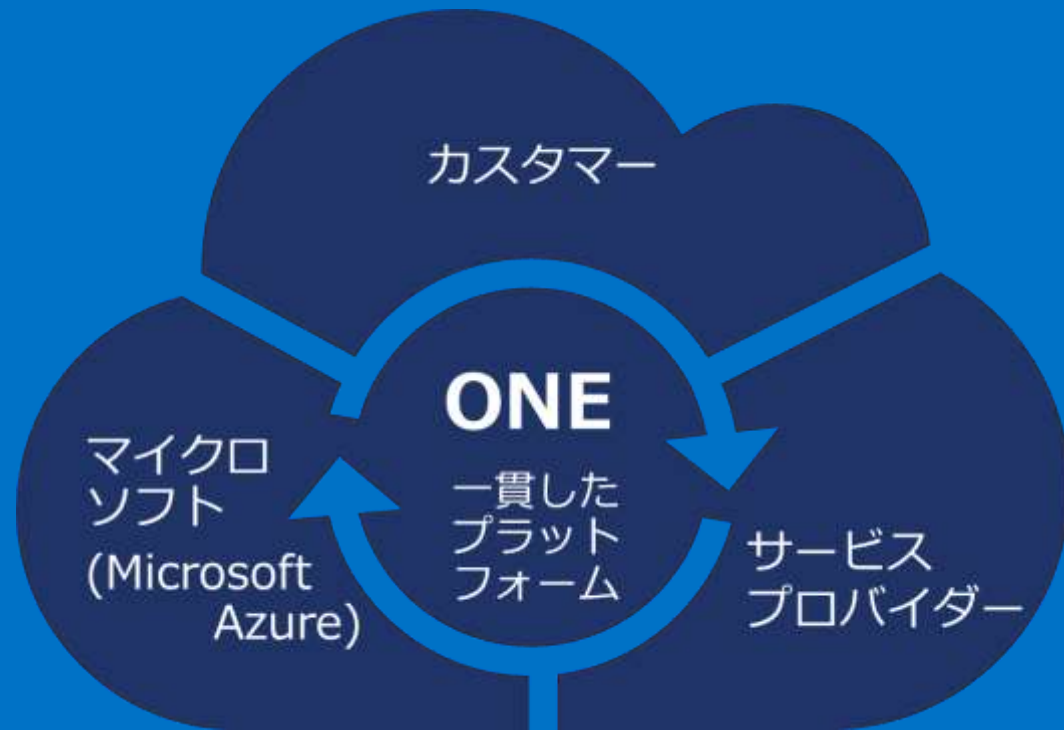 カスタマー
ONE
一貫した
プラット
フォーム
マイクロ
ソフト
(Microsoft
Azure)
サービス
プロバイダー